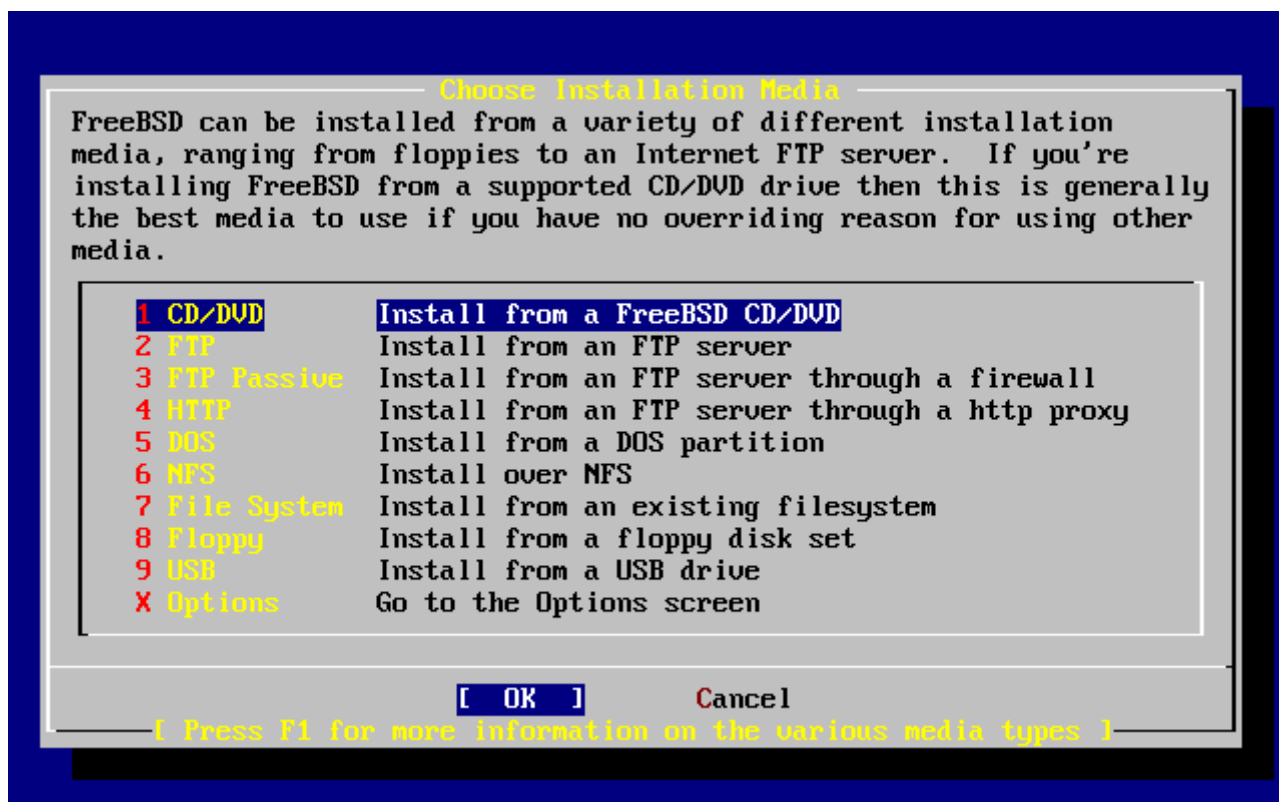 Choose Installation Media
FreeBSD can be installed from a variety of different installation
media, ranging from floppies to an Internet FTP server.  If you're
installing FreeBSD from a supported CD/DVD drive then this is generally
the best media to use if you have no overriding reason for using other
media.
1 CD/DVD Install from a FreeBSD CD/DVD
2 FTP Install from an FTP server
3 FTP Passive Install from an FTP server through a firewall
4 HTTP Install from an FTP server through a http proxy
5 DOS Install from a DOS partition
6 NFS Install over NFS
7 File System Install from an existing filesystem
8 Floppy Install from a floppy disk set
9 USB Install from a USB drive
X Options Go to the Options screen
[ OK ] Cancel
[ Press F1 for more information on the various media types ]